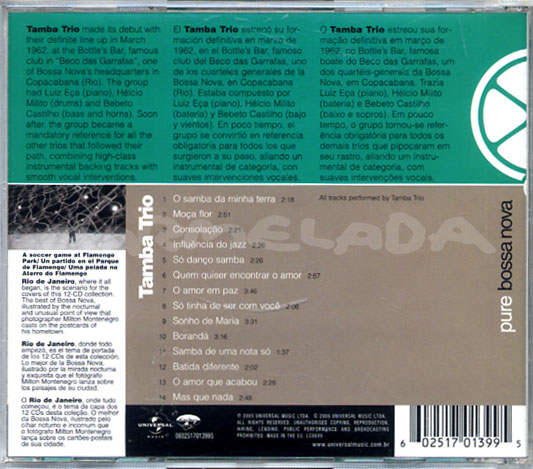 Tamba Trio made its debut with
their definite line up in March
1962, at the Bottle's Bar, famous
club in "Beco das Garrafas", one
of Bossa Nova's headquarters in
Copacabana (Rio). The group
had Luiz Eça (piano), Hélcio
Milito (drums) and Bebeto
Castilho (bass and horns). Soon
after, the group became a
mandatory reference for all the
other trios that followed their
path, combining high-class
instrumental backing tracks with
smooth vocal interventions.
El Tamba Trio estrenó su for-
mación definitiva en marzo de
1962, en el Bottle's Bar, famoso
club del Beco das Garrafas, uno
de los cuarteles generales de la
Bossa Nova, en Copacabana
(Rio). Estaba compuesto por
Luiz Eça (piano), Hélcio Milito
(batería) y Bebeto Castilho (bajo
y vientos). En poco tiempo, el
grupo se convirtió en referencia
obligatoria para todos los que
surgieron a su paso, aliando un
instrumental de categoría, con
suaves intervenciones vocales.
O Tamba Trio estreou sua for-
mação definitiva em março de
1962, no Bottle's Bar, famosa
boate do Beco das Garrafas, um
dos quartéis-generais da Bossa
Nova, em Copacabana. Trazia
Luiz Eça (piano), Hélcio Milito
(bateria) e Bebeto Castilho
(baixo e sopros). Em pouco
tempo, o grupo tornou-se refer-
ência obrigatória para todos os
demais trios que pipocaram em
seu rastro, aliando um instru-
mental de categoria, com
suaves intervenções vocais.
A soccer game at Flamengo
Park/ Un partido en el Parque
de Flamengo/ Uma pelada no
Aterro do Flamengo
Rio de Janeiro, where it all
began, is the scenario for the
covers of this 12-CD collection.
The best of Bossa Nova,
illustrated by the nocturnal
and unusual point of view that
photographer Milton Montenegro
casts on the postcards of
his hometown.
Rio de Janeiro, donde todo
empezó, es el tema de portada
de los 12 CDs de esta colección.
Lo mejor de la Bossa Nova,
ilustrado por la mirada nocturna
y exquisita que el fotógrafo
Milton Montenegro lanza sobre
los paisajes de su ciudad.
O Rio de Janeiro, onde tudo
começou, é o tema de capa dos
12 CDs desta coleção. O melhor
da Bossa Nova, ilustrado pelo
olhar noturno e incomum que
o fotógrafo Milton Montenegro
lança sobre os cartões-postais
de sua cidade.
Tamba Trio
1 O samba da minha terra 2:18
2 Moça flor 2:51
3 Consolação 2:21
4 Influência do jazz 2:26
5 Só danço samba 2:26
6 Quem quiser encontrar o amor 2:57
7 O amor em paz 3:46
8 Só tinha de ser com você 2:06
9 Sonho de Maria 3:31
10 Borandá 3:16
11 Samba de uma nota só 1:37
12 Batida diferente 2:02
13 O amor que acabou 2:28
14 Mas que nada 2:48
All tracks performed by Tamba Trio
PELADA
pure bossa nova
UNIVERSAL
MUSIC
0602517013995
℗ 2005 UNIVERSAL MUSIC LTDA. © 2006 UNIVERSAL MUSIC LTDA.
ALL RIGHTS RESERVED. UNAUTHORISED COPYING, REPRODUCTION,
HIRING, LENDING, PUBLIC PERFORMANCE AND BROADCASTING
PROHIBITED. MADE IN THE EU. LC06495
www.universalmusic.com.br
6 02517 01399 5